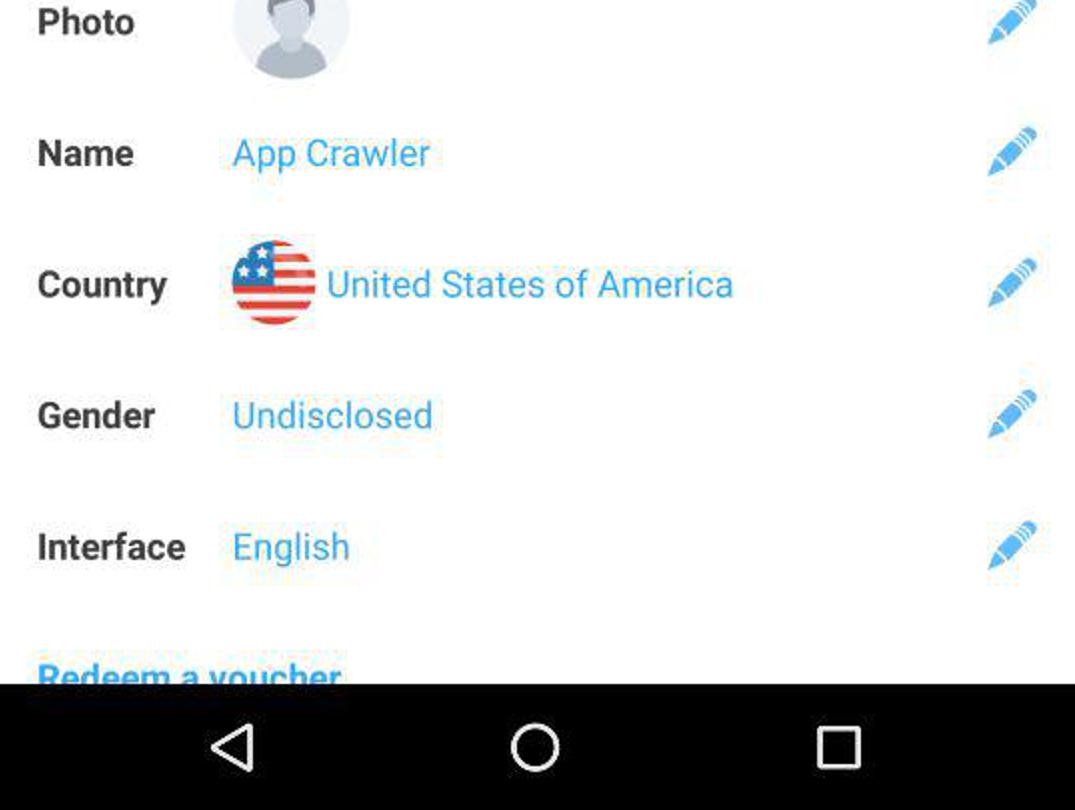 Photo
Name App Crawler
Country United States of America
Gender Undisclosed
Interface English
Redeem a voucher